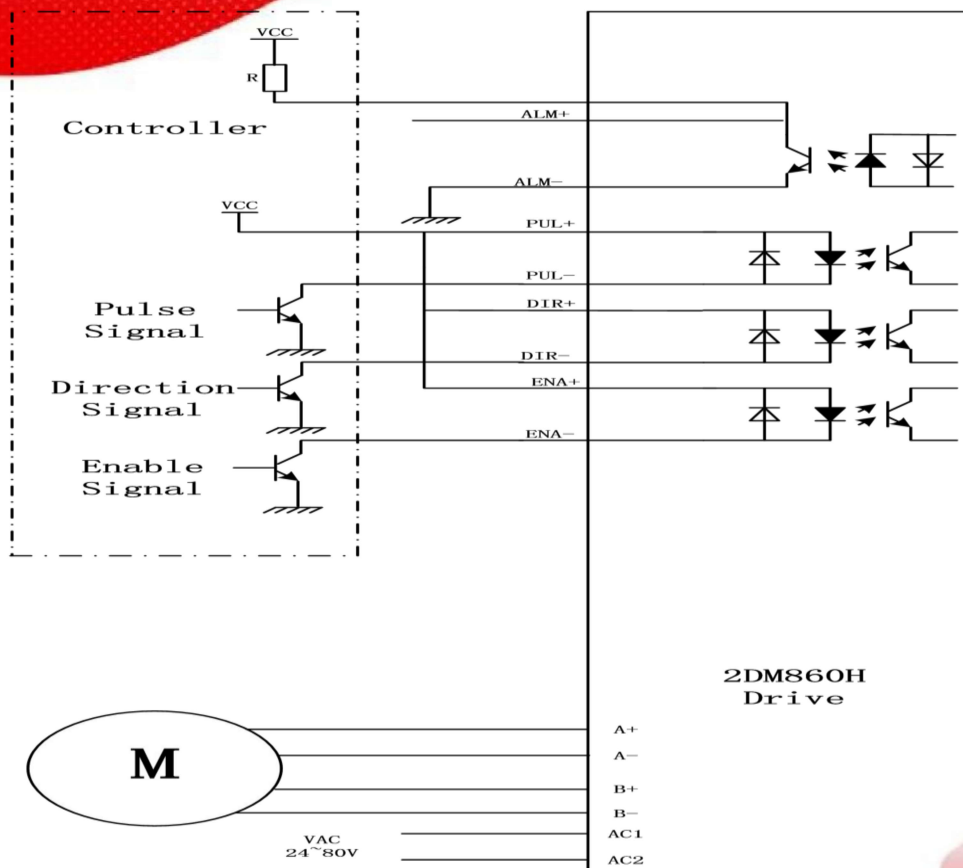 VCC
R
Controller
ALM+
ALM−
VCC
PUL+
PUL−
Pulse
Signal
DIR+
DIR−
Direction
Signal
ENA+
ENA−
Enable
Signal
2DM860H
Drive
M
A+
A−
B+
B−
VAC
24~80V
AC1
AC2